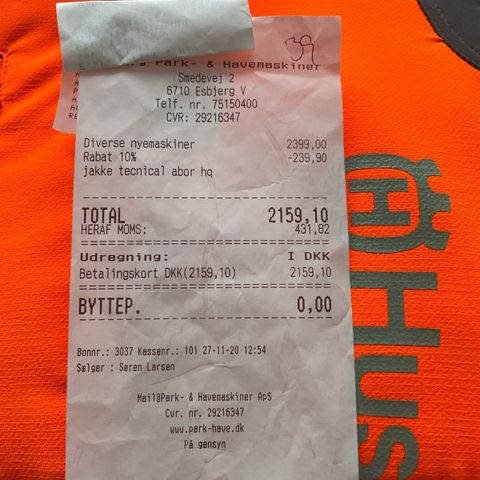 39
Park- & Havemaskiner
Smedevej 2
6710 Esbjerg V
Telf. nr. 75150400
CVR: 29216347
Diverse nyemaskiner 2399,00
Rabat 10% -239,90
jakke tecnical abor hq
TOTAL 2159,10
HERAF MOMS: 431,82
Udregning: I DKK
Betalingskort DKK(2159,10) 2159,10
BYTTEP. 0,00
Bonnr.: 3037 Kassenr.: 101 27-11-20 12:54
Sælger : Søren Larsen
Mail@Park- & Havemaskiner ApS
Cvr. nr. 29216347
www.park-have.dk
På gensyn
H Hus